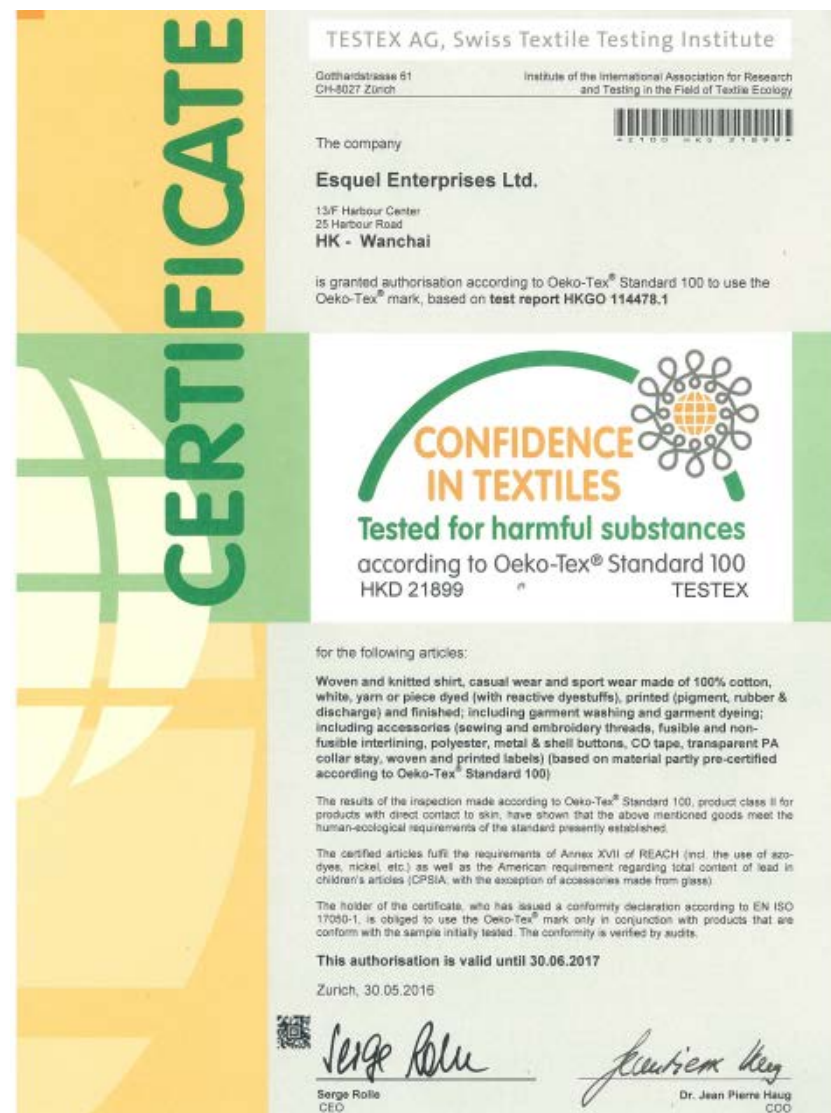 CERTIFICATE
TESTEX AG, Swiss Textile Testing Institute
Gotthardstrasse 61
CH-8027 Zürich
Institute of the International Association for Research
and Testing in the Field of Textile Ecology
*2100 HKD 21899*
The company
Esquel Enterprises Ltd.
13/F Harbour Center
25 Harbour Road
HK - Wanchai
is granted authorisation according to Oeko-Tex® Standard 100 to use the
Oeko-Tex® mark, based on test report HKGO 114478.1
CONFIDENCE
IN TEXTILES
Tested for harmful substances
according to Oeko-Tex® Standard 100
HKD 21899 TESTEX
for the following articles:
Woven and knitted shirt, casual wear and sport wear made of 100% cotton,
white, yarn or piece dyed (with reactive dyestuffs), printed (pigment, rubber &
discharge) and finished; including garment washing and garment dyeing;
including accessories (sewing and embroidery threads, fusible and non-
fusible interlining, polyester, metal & shell buttons, CO tape, transparent PA
collar stay, woven and printed labels) (based on material partly pre-certified
according to Oeko-Tex® Standard 100)
The results of the inspection made according to Oeko-Tex® Standard 100, product class II for
products with direct contact to skin, have shown that the above mentioned goods meet the
human-ecological requirements of the standard presently established.
The certified articles fulfil the requirements of Annex XVII of REACH (incl. the use of azo-
dyes, nickel, etc.) as well as the American requirement regarding total content of lead in
children's articles (CPSIA; with the exception of accessories made from glass).
The holder of the certificate, who has issued a conformity declaration according to EN ISO
17050-1, is obliged to use the Oeko-Tex® mark only in conjunction with products that are
conform with the sample initially tested. The conformity is verified by audits.
This authorisation is valid until 30.06.2017
Zurich, 30.05.2016
Serge Rolle
Serge Rolle
CEO
Dr. Jean Pierre Haug
COO